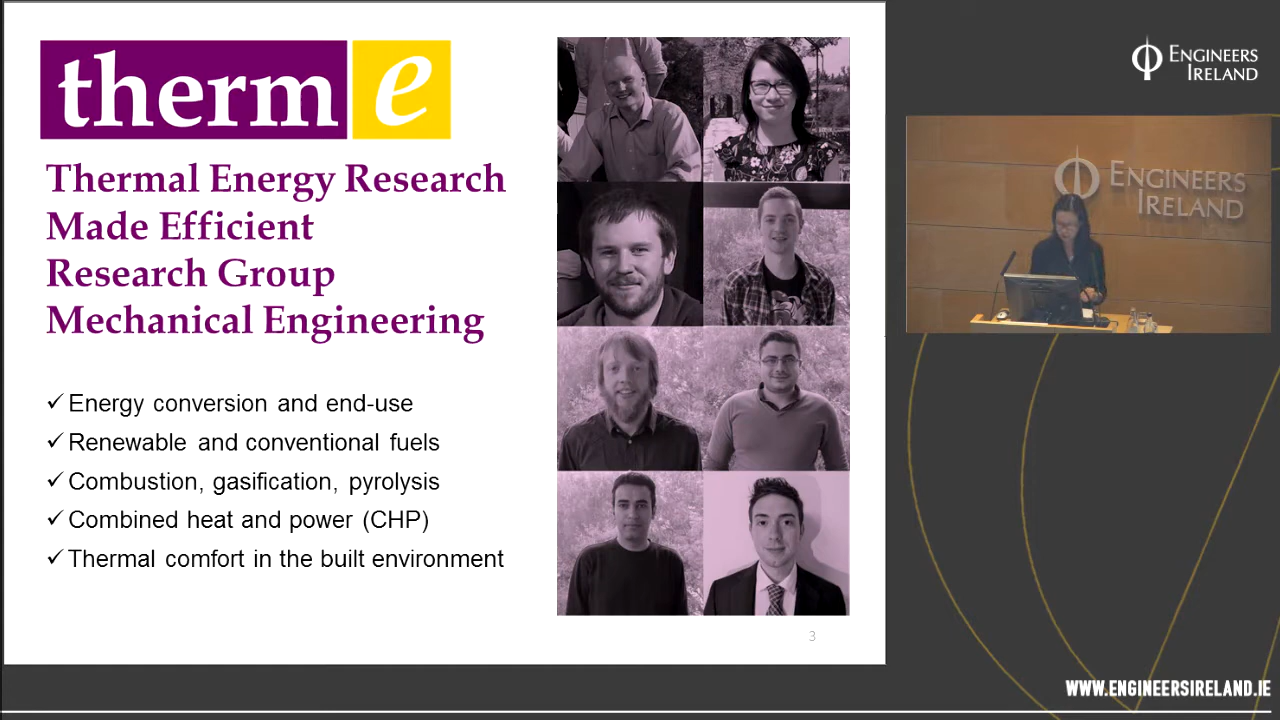 therme
Thermal Energy Research
Made Efficient
Research Group
Mechanical Engineering
✓ Energy conversion and end-use
✓ Renewable and conventional fuels
✓ Combustion, gasification, pyrolysis
✓ Combined heat and power (CHP)
✓ Thermal comfort in the built environment
3
ENGINEERS
IRELAND
ENGINEERS
IRELAND
WWW.ENGINEERSIRELAND.IE